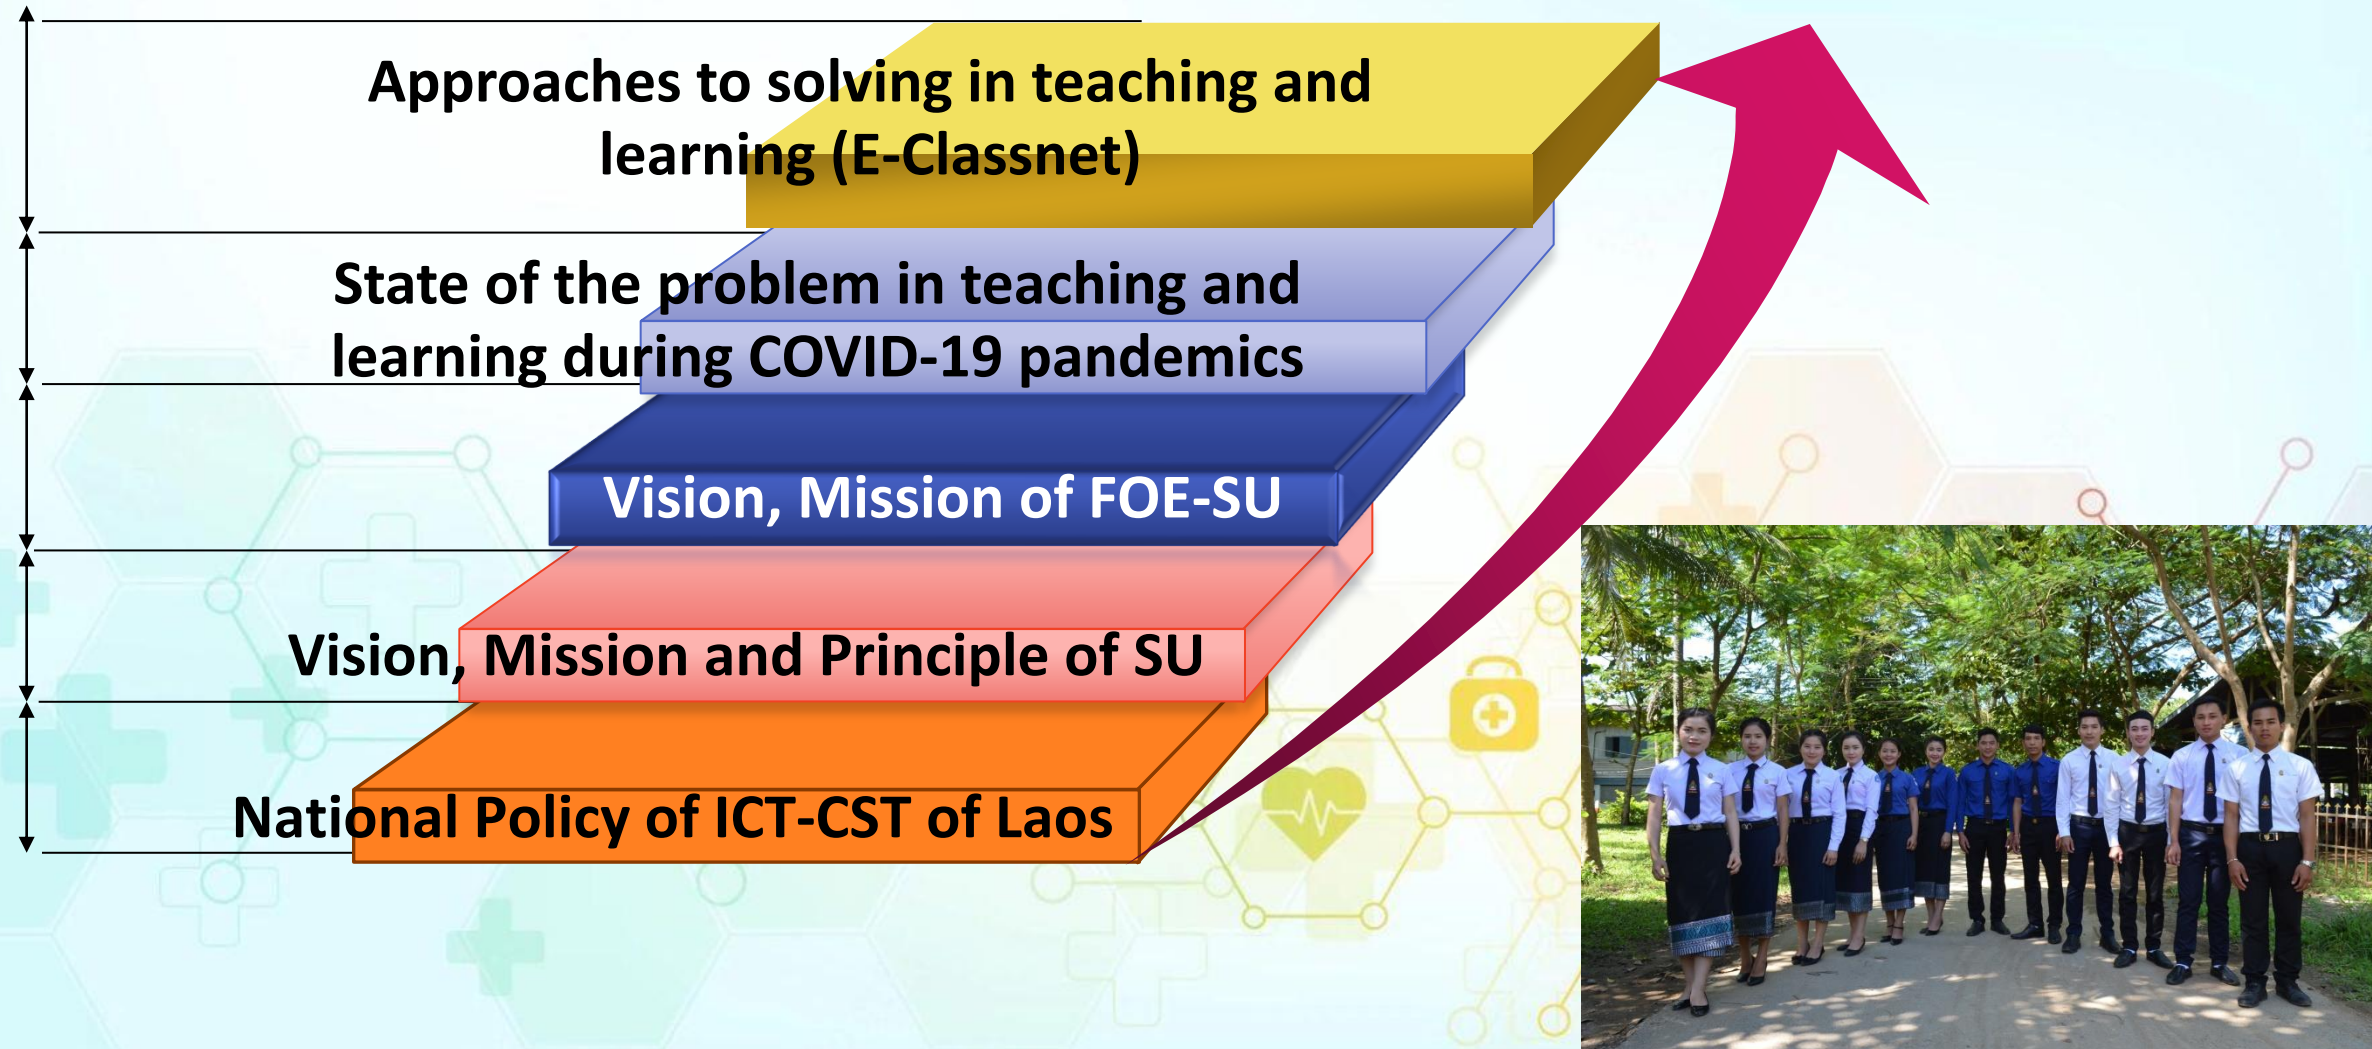 Approaches to solving in teaching and
learning (E-Classnet)
State of the problem in teaching and
learning during COVID-19 pandemics
Vision, Mission of FOE-SU
Vision, Mission and Principle of SU
National Policy of ICT-CST of Laos